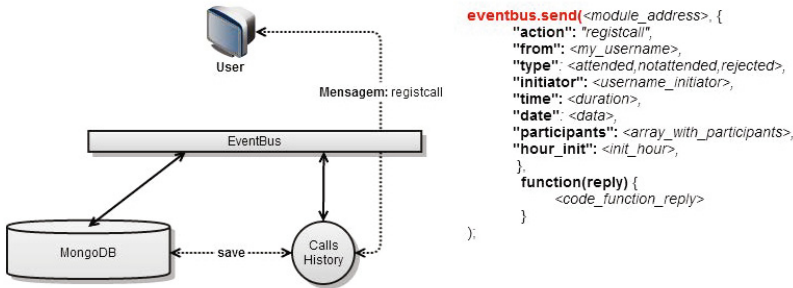 User
Mensagem: registcall
EventBus
MongoDB
save
Calls
History
eventbus.send(<module_address>, {
"action": "registcall",
"from": <my_username>,
"type": <attended,notattended,rejected>,
"initiator": <username_initiator>,
"time": <duration>,
"date": <data>,
"participants": <array_with_participants>,
"hour_init": <init_hour>,
},
function(reply) {
<code_function_reply>
}
);